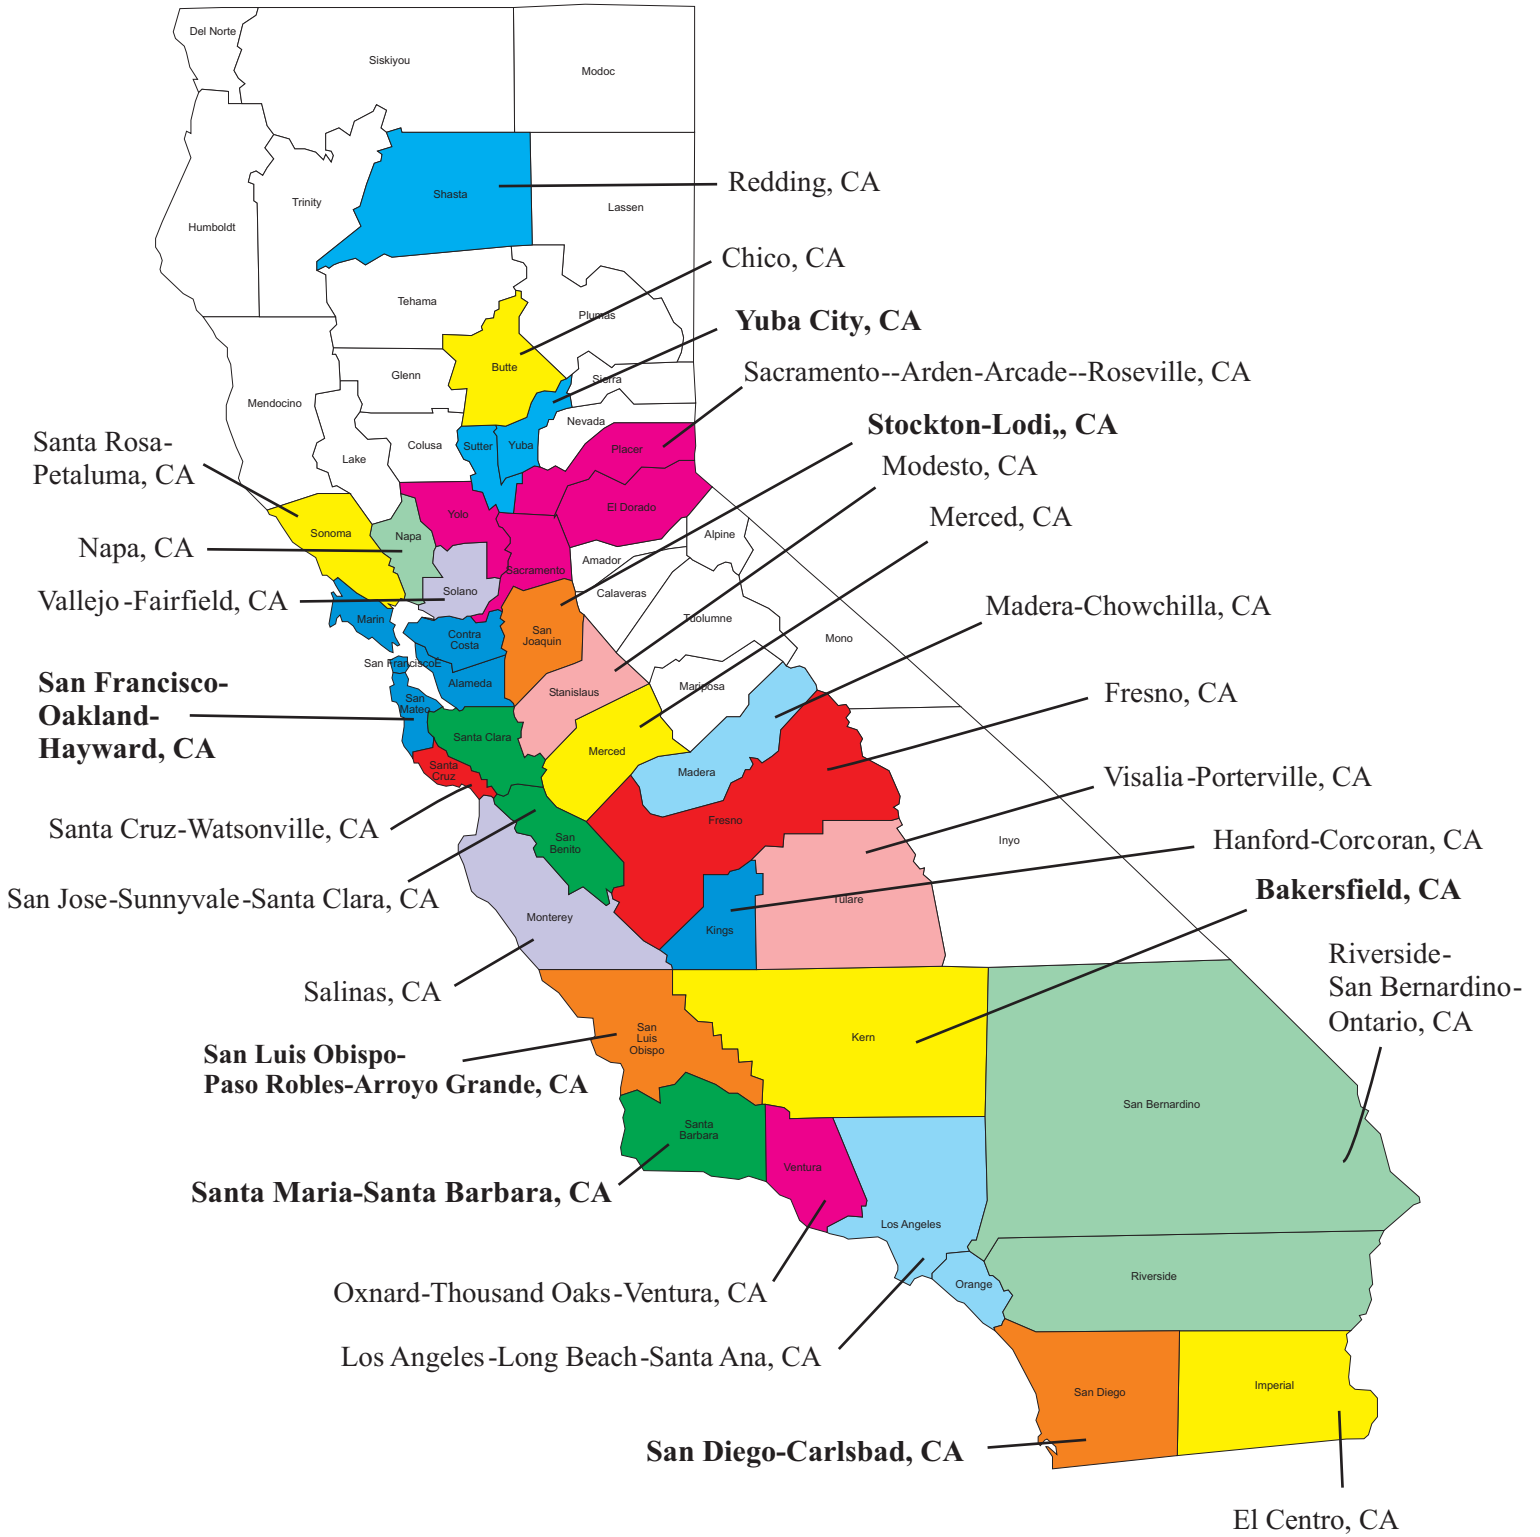 Del Norte
Siskiyou
Modoc
Shasta
Redding, CA
Trinity
Lassen
Humboldt
Chico, CA
Tehama
Plumas
Yuba City, CA
Butte
Glenn
Sierra
Sacramento--Arden-Arcade--Roseville, CA
Mendocino
Nevada
Stockton-Lodi,, CA
Santa Rosa-
Petaluma, CA
Colusa
Sutter
Yuba
Placer
Lake
Modesto, CA
El Dorado
Yolo
Merced, CA
Sonoma
Napa
Alpine
Napa, CA
Amador
Sacramento
Solano
Calaveras
Vallejo-Fairfield, CA
Madera-Chowchilla, CA
Marin
Contra
Costa
San
Joaquin
Tuolumne
Mono
San FranciscoE
San Francisco-
Oakland-
Hayward, CA
Alameda
Stanislaus
Mariposa
Fresno, CA
San
Mateo
Santa Clara
Merced
Santa
Cruz
Madera
Visalia-Porterville, CA
Santa Cruz-Watsonville, CA
Fresno
San
Benito
Inyo
Hanford-Corcoran, CA
San Jose-Sunnyvale-Santa Clara, CA
Tulare
Bakersfield, CA
Monterey
Kings
Riverside-
San Bernardino-
Ontario, CA
Salinas, CA
San
Luis
Obispo
Kern
San Luis Obispo-
Paso Robles-Arroyo Grande, CA
San Bernardino
Santa
Barbara
Ventura
Santa Maria-Santa Barbara, CA
Los Angeles
Riverside
Orange
Oxnard-Thousand Oaks-Ventura, CA
Los Angeles-Long Beach-Santa Ana, CA
San Diego
Imperial
San Diego-Carlsbad, CA
El Centro, CA